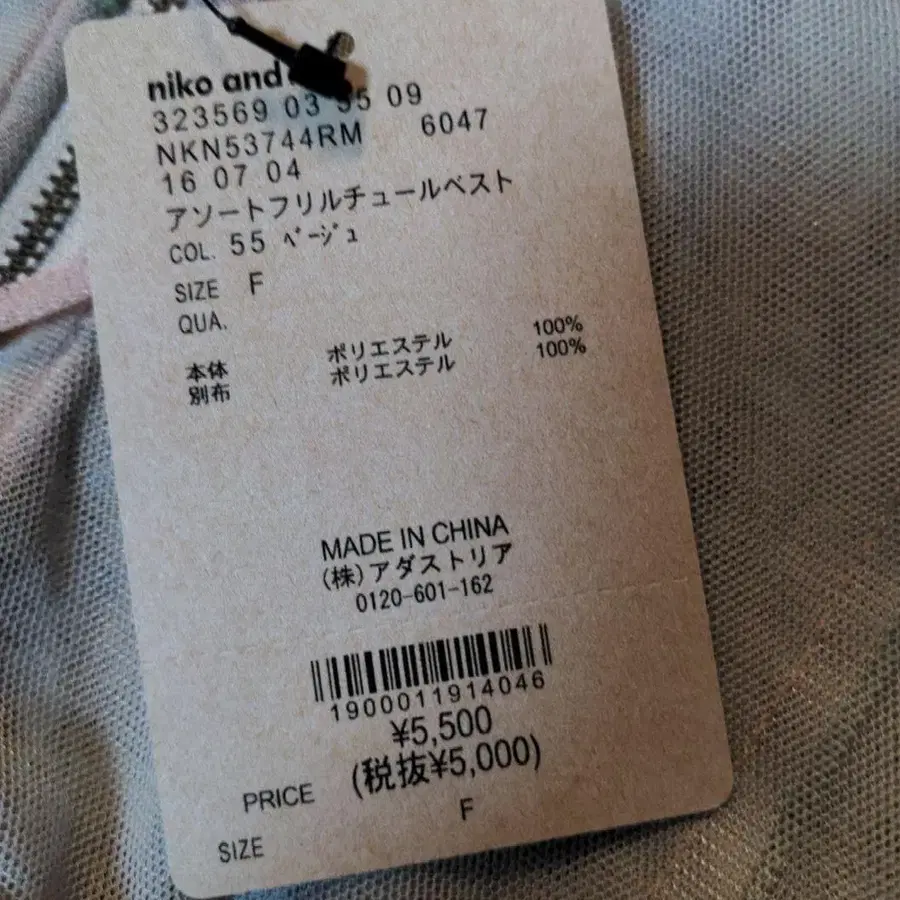 niko and
323569 03 55 09
NKN53744RM 6047
16 07 04
アソートフリルチュールベスト
COL. 55 ﾍﾞｰｼﾞｭ
SIZE F
QUA.
本体 ポリエステル 100%
別布 ポリエステル 100%
MADE IN CHINA
(株)アダストリア
0120-601-162
1900011914046
¥5,500
(税抜¥5,000)
PRICE
F
SIZE